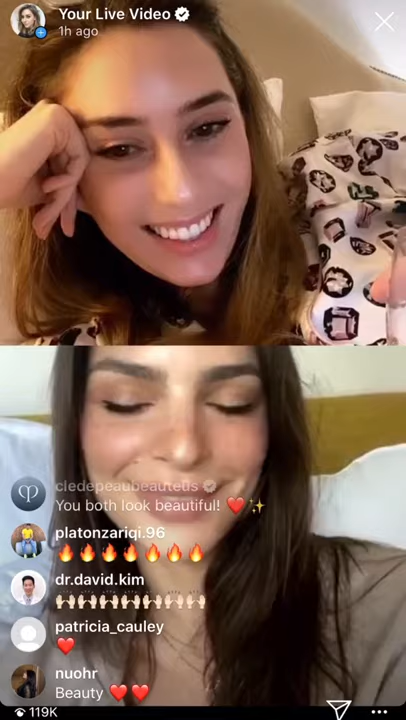 Your Live Video
1h ago
cledepeaubeauteus
You both look beautiful! ❤️✨
platonzariqi.96
🔥🔥🔥🔥🔥🔥🔥
dr.david.kim
🙌🏻🙌🏻🙌🏻🙌🏻🙌🏻🙌🏻🙌🏻🙌🏻🙌🏻
patricia_cauley
❤️
nuohr
Beauty ❤️❤️
119K